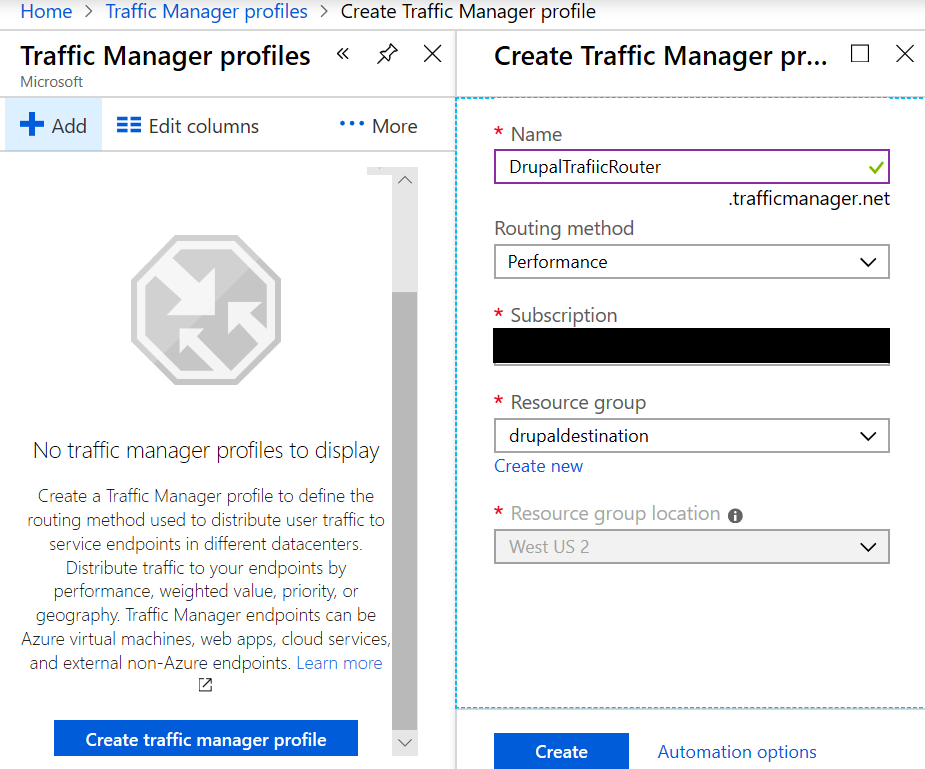 Home > Traffic Manager profiles > Create Traffic Manager profile
Traffic Manager profiles
Microsoft
Add Edit columns ... More
No traffic manager profiles to display
Create a Traffic Manager profile to define the
routing method used to distribute user traffic to
service endpoints in different datacenters.
Distribute traffic to your endpoints by
performance, weighted value, priority, or
geography. Traffic Manager endpoints can be
Azure virtual machines, web apps, cloud services,
and external non-Azure endpoints. Learn more
Create traffic manager profile
Create Traffic Manager pr...
* Name
DrupalTrafiicRouter
.trafficmanager.net
Routing method
Performance
* Subscription
* Resource group
drupaldestination
Create new
* Resource group location
West US 2
Create Automation options